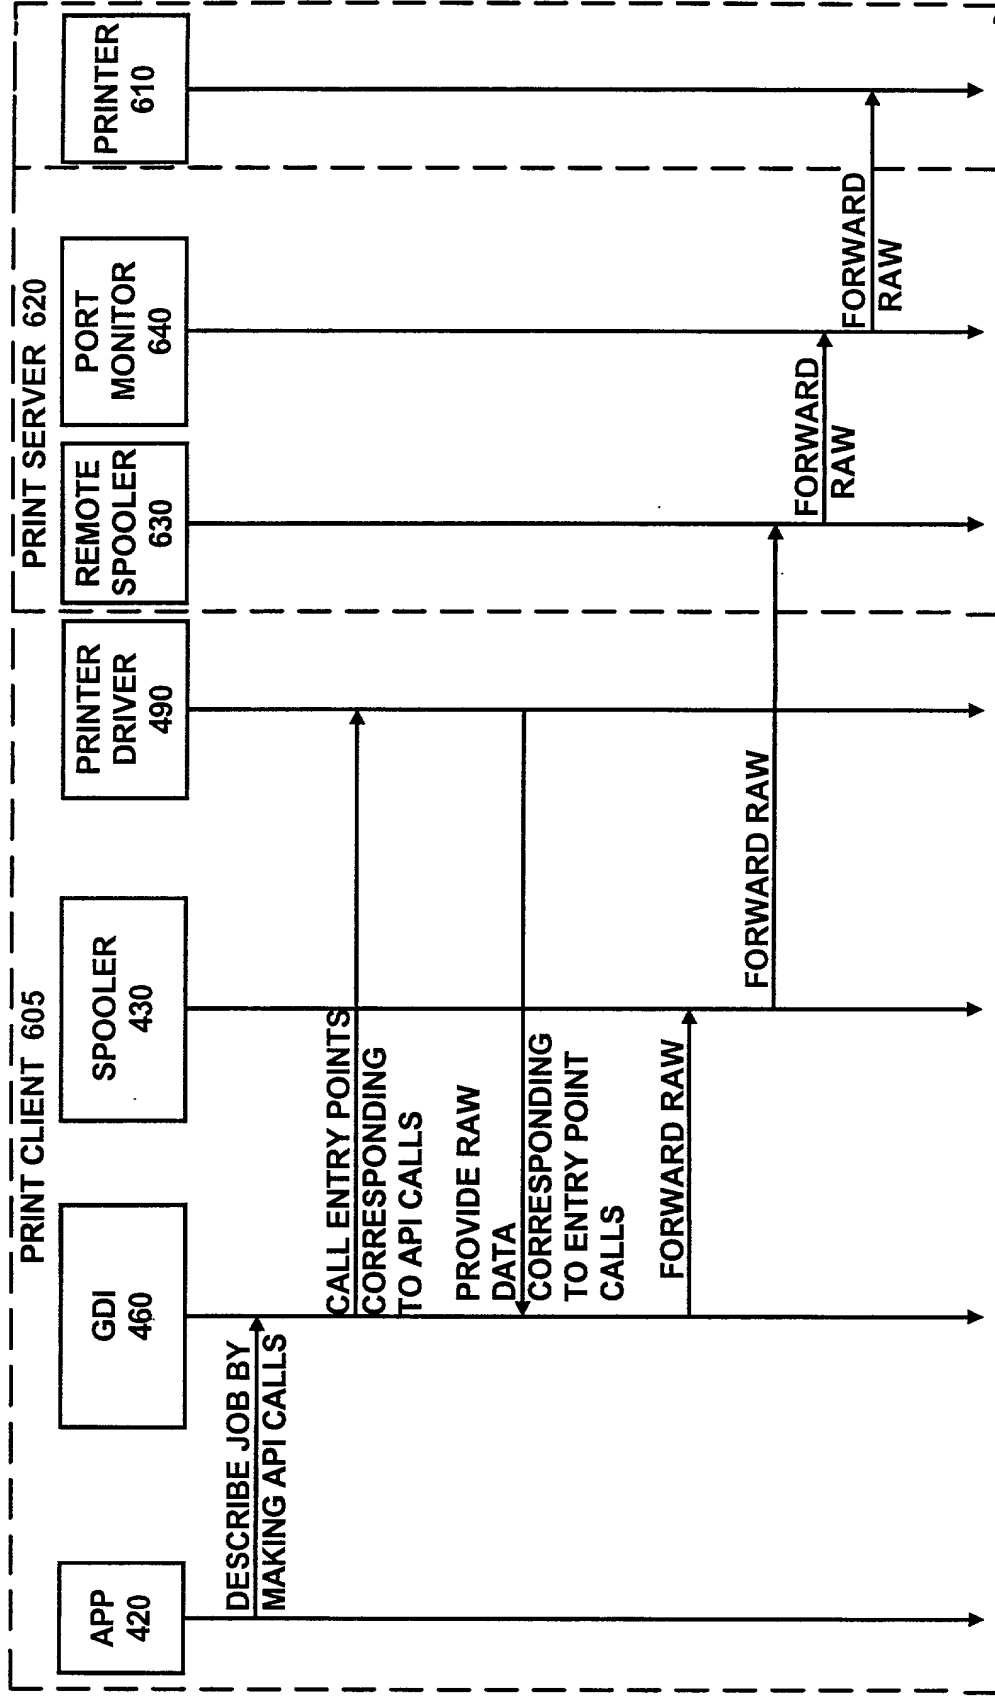 PRINT CLIENT 605
PRINT SERVER 620
APP
420
GDI
460
SPOOLER
430
PRINTER
DRIVER
490
REMOTE
SPOOLER
630
PORT
MONITOR
640
PRINTER
610
DESCRIBE JOB BY
MAKING API CALLS
CALL ENTRY POINTS
CORRESPONDING
TO API CALLS
PROVIDE RAW
DATA
CORRESPONDING
TO ENTRY POINT
CALLS
FORWARD RAW
FORWARD RAW
FORWARD
RAW
FORWARD
RAW